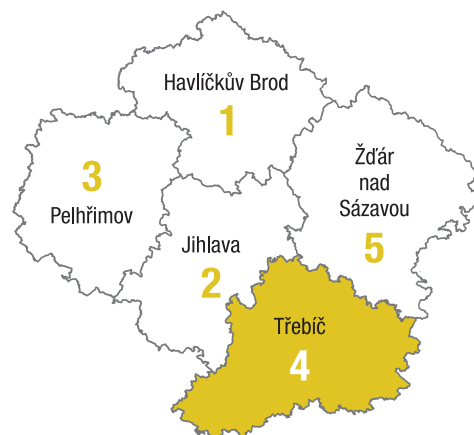 Havlíčkův Brod
1
3
Pelhřimov
Žďár
nad
Sázavou
5
Jihlava
2
Třebíč
4